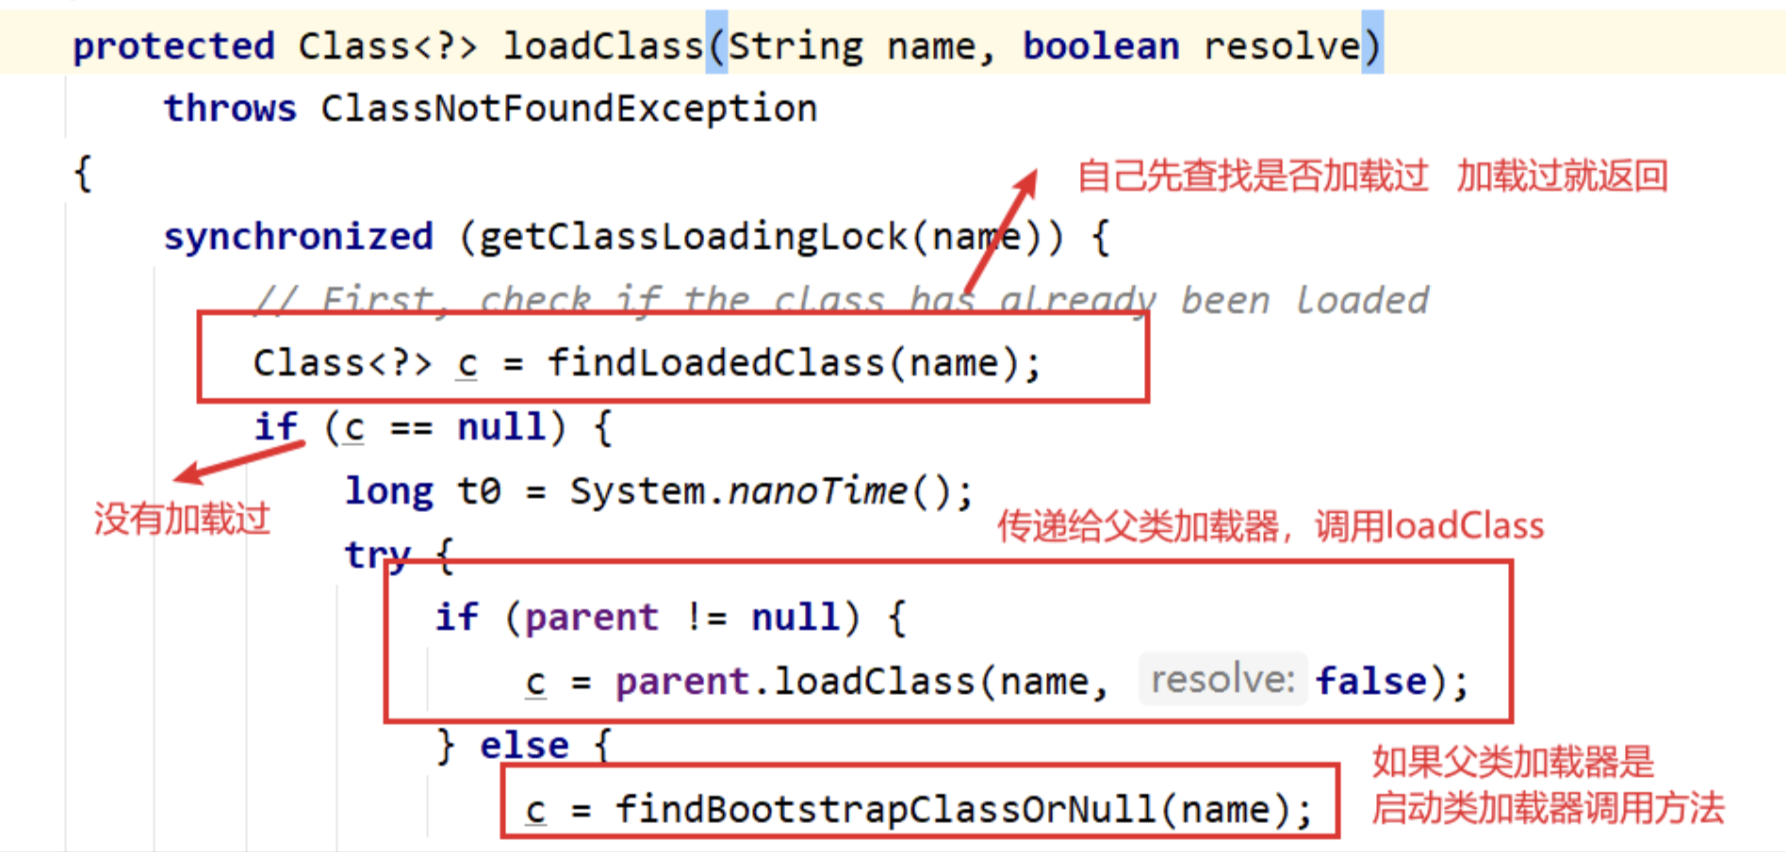 protected Class<?> loadClass(String name, boolean resolve)
throws ClassNotFoundException
{
自己先查找是否加载过 加载过就返回
synchronized (getClassLoadingLock(name)) {
// First, check if the class has already been loaded
Class<?> c = findLoadedClass(name);
if (c == null) {
long t0 = System.nanoTime();
没有加载过
传递给父类加载器，调用loadClass
try {
if (parent != null) {
c = parent.loadClass(name, resolve: false);
} else {
如果父类加载器是
启动类加载器调用方法
c = findBootstrapClassOrNull(name);